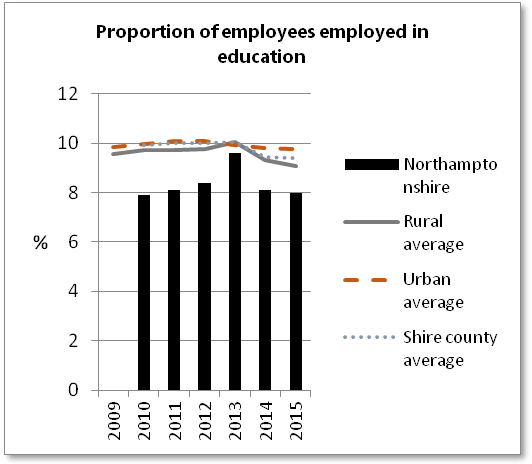 Proportion of employees employed in
education
12
10
8
6
4
2
0
%
2009
2010
2011
2012
2013
2014
2015
Northampto
nshire
Rural
average
Urban
average
Shire county
average